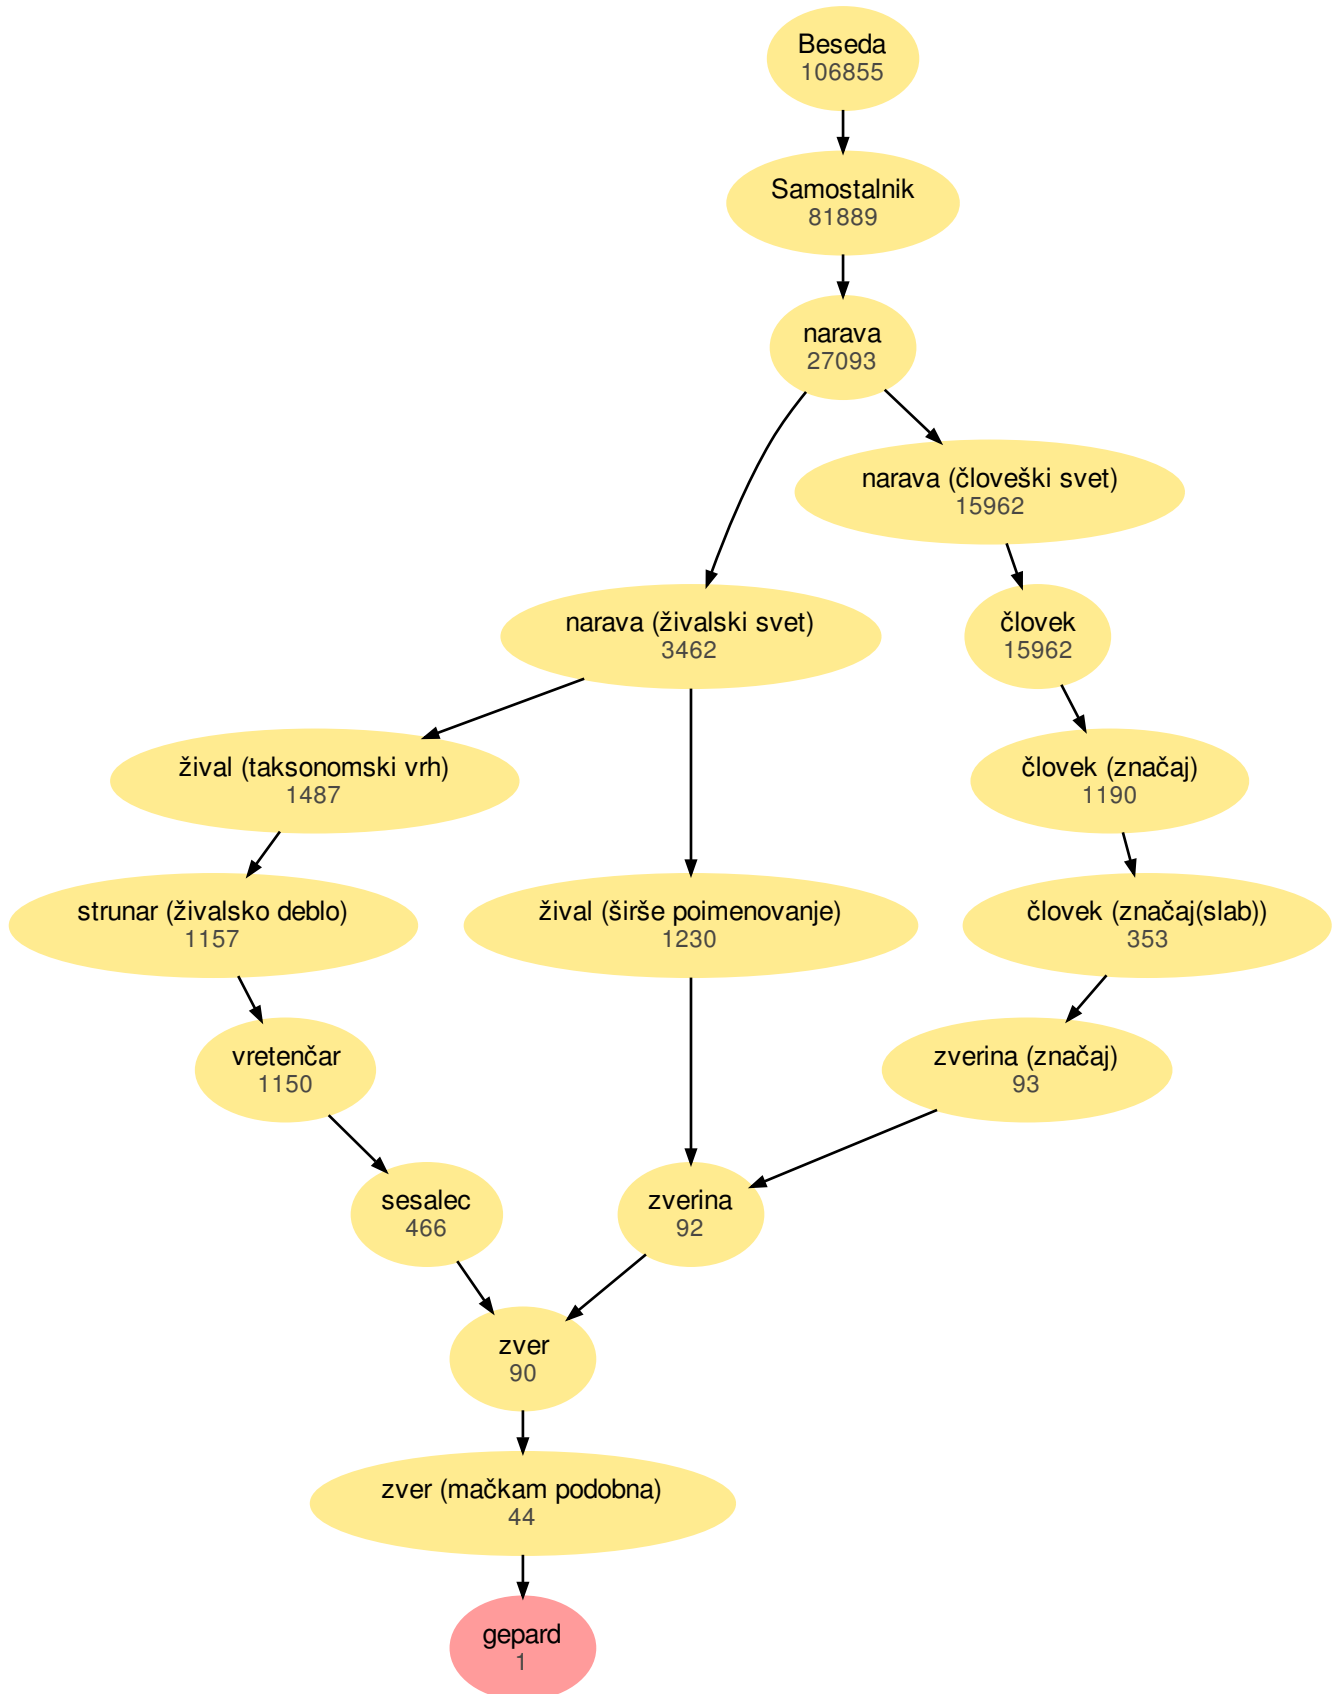 Beseda
106855
Samostalnik
81889
narava
27093
narava (človeški svet)
15962
narava (živalski svet)
3462
človek
15962
žival (taksonomski vrh)
1487
človek (značaj)
1190
strunar (živalsko deblo)
1157
žival (širše poimenovanje)
1230
človek (značaj(slab))
353
vretenčar
1150
zverina (značaj)
93
sesalec
466
zverina
92
zver
90
zver (mačkam podobna)
44
gepard
1